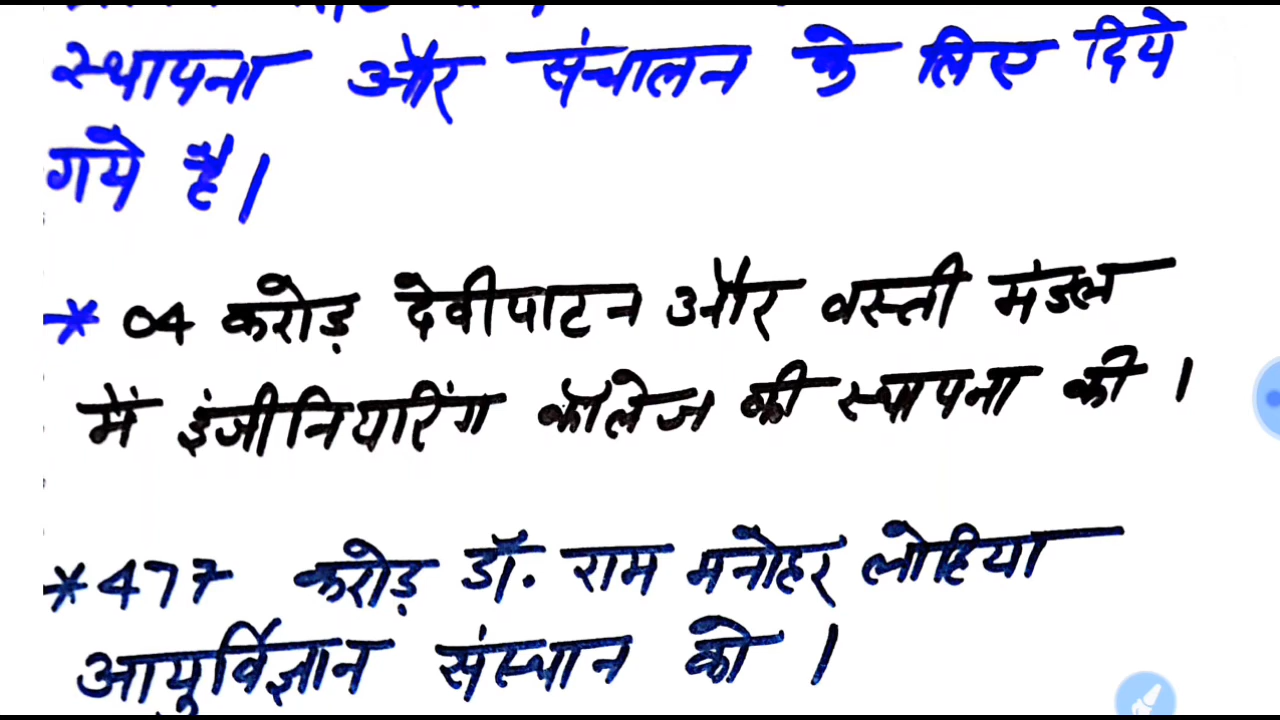 स्थापना और संचालन के लिए दिये
गये है।
* 04 करोड़ देवीपाटन और वस्ती मंडल
में इंजीनियरिंग कॉलेज की स्थापना को ।
* 477 करोड़ डॉ. राम मनोहर लोहिया
आयुर्विज्ञान संस्थान को ।